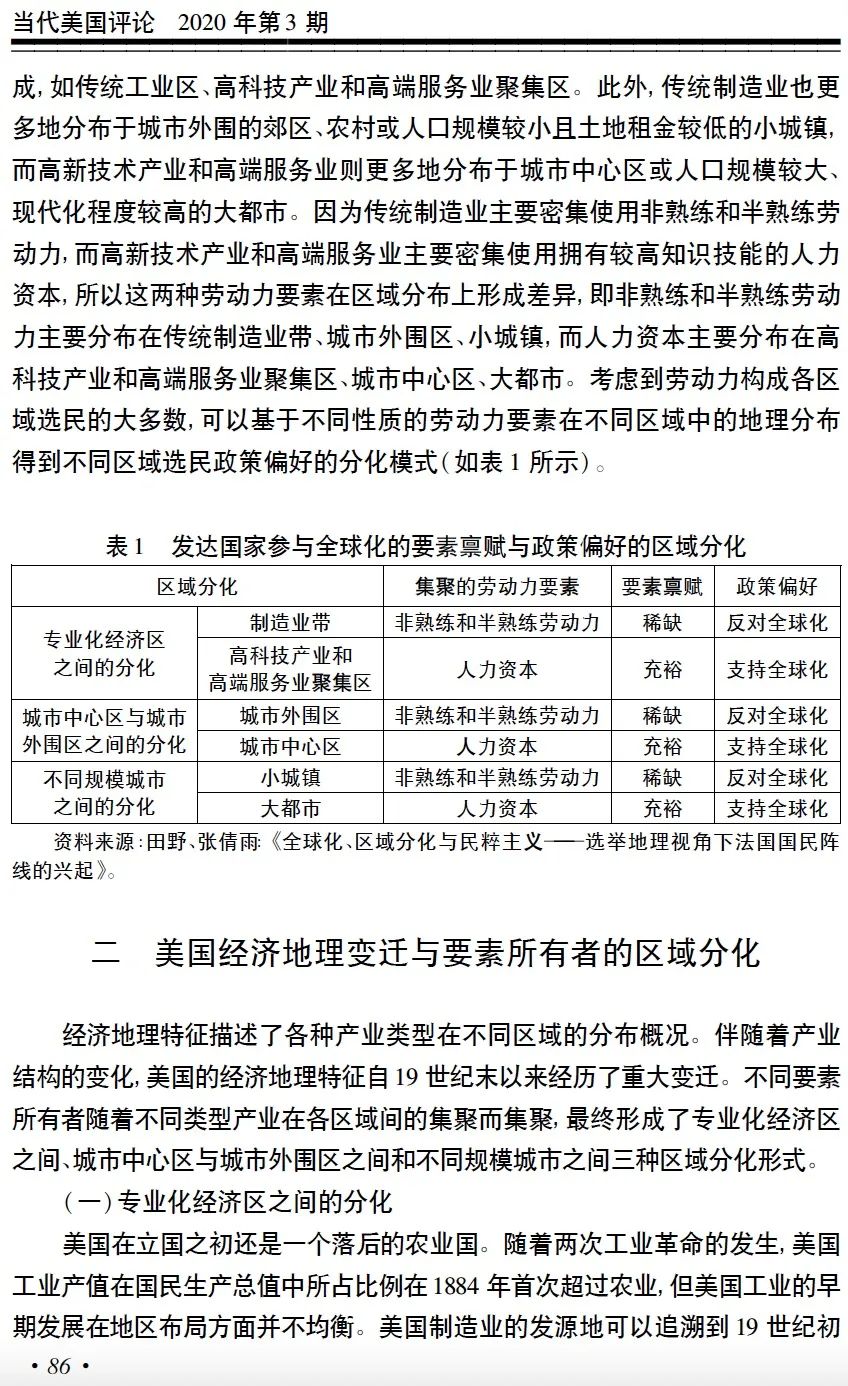 当代美国评论 2020 年第 3 期
成,如传统工业区、高科技产业和高端服务业聚集区。此外,传统制造业也更
多地分布于城市外围的郊区、农村或人口规模较小且土地租金较低的小城镇,
而高新技术产业和高端服务业则更多地分布于城市中心区或人口规模较大、
现代化程度较高的大都市。因为传统制造业主要密集使用非熟练和半熟练劳
动力,而高新技术产业和高端服务业主要密集使用拥有较高知识技能的人力
资本,所以这两种劳动力要素在区域分布上形成差异,即非熟练和半熟练劳动
力主要分布在传统制造业带、城市外围区、小城镇,而人力资本主要分布在高
科技产业和高端服务业聚集区、城市中心区、大都市。考虑到劳动力构成各区
域选民的大多数,可以基于不同性质的劳动力要素在不同区域中的地理分布
得到不同区域选民政策偏好的分化模式(如表 1 所示)。
表 1 发达国家参与全球化的要素禀赋与政策偏好的区域分化
区域分化 集聚的劳动力要素 要素禀赋 政策偏好
专业化经济区
之间的分化
制造业带 非熟练和半熟练劳动力 稀缺 反对全球化
高科技产业和
高端服务业聚集区
人力资本 充裕 支持全球化
城市中心区与城市
外围区之间的分化
城市外围区 非熟练和半熟练劳动力 稀缺 反对全球化
城市中心区 人力资本 充裕 支持全球化
不同规模城市
之间的分化
小城镇 非熟练和半熟练劳动力 稀缺 反对全球化
大都市 人力资本 充裕 支持全球化
资料来源:田野、张倩雨:《全球化、区域分化与民粹主义——选举地理视角下法国国民阵
线的兴起》。
二 美国经济地理变迁与要素所有者的区域分化
经济地理特征描述了各种产业类型在不同区域的分布概况。伴随着产业
结构的变化,美国的经济地理特征自 19 世纪末以来经历了重大变迁。不同要素
所有者随着不同类型产业在各区域间的集聚而集聚,最终形成了专业化经济区
之间、城市中心区与城市外围区之间和不同规模城市之间三种区域分化形式。
(一)专业化经济区之间的分化
美国在立国之初还是一个落后的农业国。随着两次工业革命的发生,美国
工业产值在国民生产总值中所占比例在 1884 年首次超过农业,但美国工业的早
期发展在地区布局方面并不均衡。美国制造业的发源地可以追溯到 19 世纪初
· 86 ·